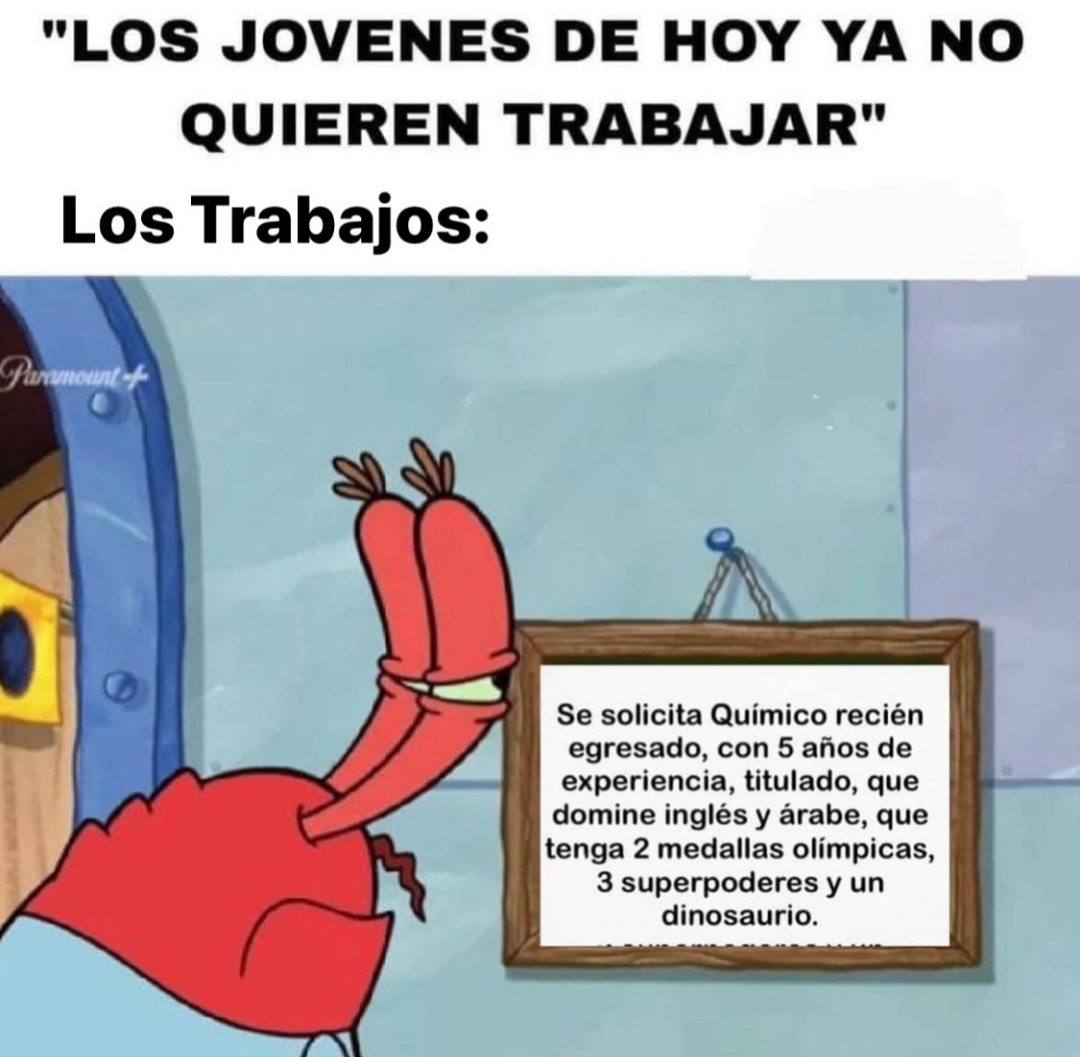 "LOS JOVENES DE HOY YA NO
QUIEREN TRABAJAR"
Los Trabajos:
Paramount+
Se solicita Químico recién
egresado, con 5 años de
experiencia, titulado, que
domine inglés y árabe, que
tenga 2 medallas olímpicas,
3 superpoderes y un
dinosaurio.